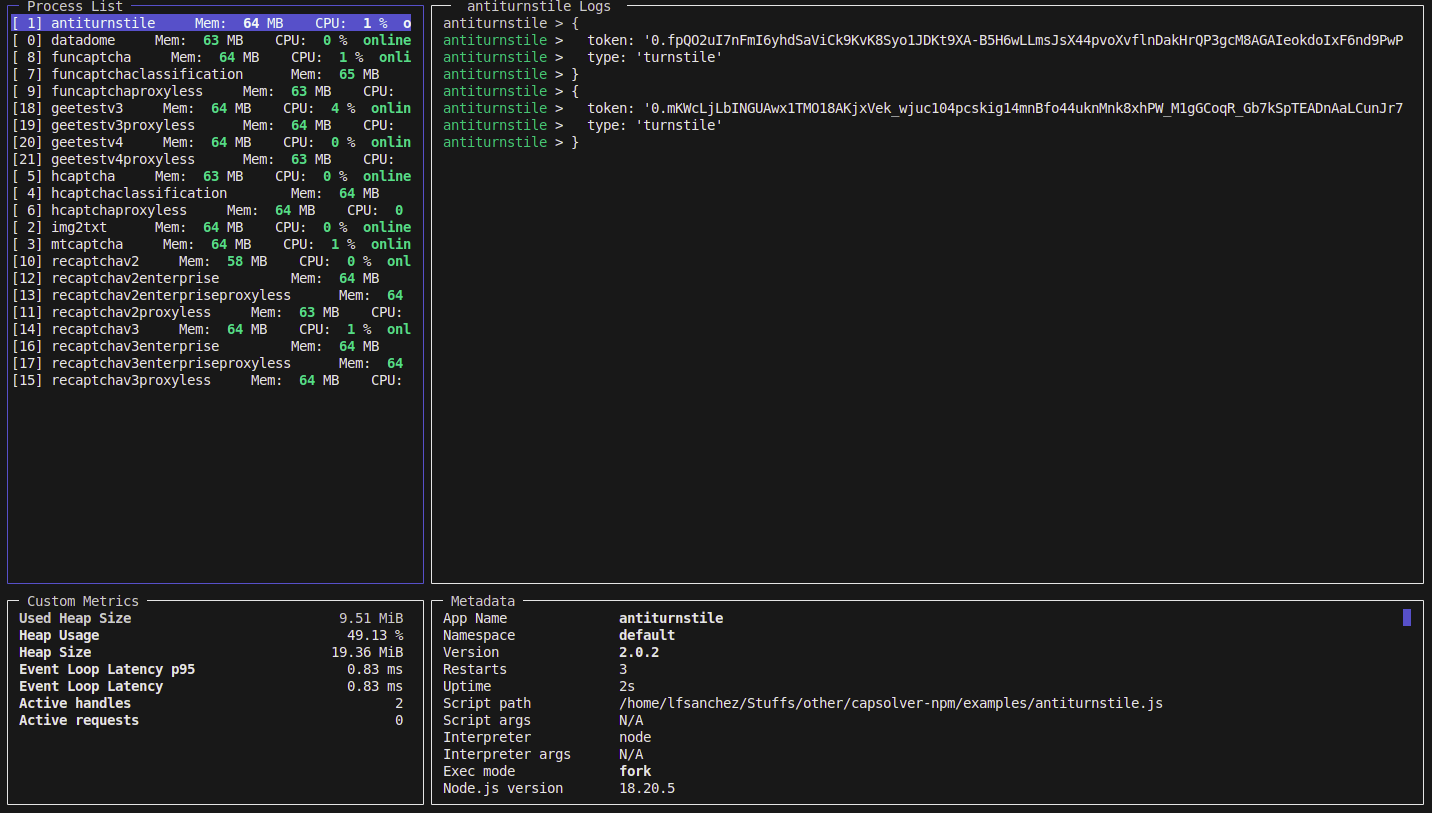 Process List
[ 1] antiturnstile Mem: 64 MB CPU: 1 % o
[ 0] datadome Mem: 63 MB CPU: 0 % online
[ 8] funcaptcha Mem: 64 MB CPU: 1 % onli
[ 7] funcaptchaclassification Mem: 65 MB
[ 9] funcaptchaproxyless Mem: 63 MB CPU:
[18] geetestv3 Mem: 64 MB CPU: 4 % onlin
[19] geetestv3proxyless Mem: 64 MB CPU:
[20] geetestv4 Mem: 64 MB CPU: 0 % onlin
[21] geetestv4proxyless Mem: 63 MB CPU:
[ 5] hcaptcha Mem: 63 MB CPU: 0 % online
[ 4] hcaptchaclassification Mem: 64 MB
[ 6] hcaptchaproxyless Mem: 64 MB CPU: 0
[ 2] img2txt Mem: 64 MB CPU: 0 % online
[ 3] mtcaptcha Mem: 64 MB CPU: 1 % onlin
[10] recaptchav2 Mem: 58 MB CPU: 0 % onl
[12] recaptchav2enterprise Mem: 64 MB
[13] recaptchav2enterpriseproxyless Mem: 64
[11] recaptchav2proxyless Mem: 63 MB CPU:
[14] recaptchav3 Mem: 64 MB CPU: 1 % onl
[16] recaptchav3enterprise Mem: 64 MB
[17] recaptchav3enterpriseproxyless Mem: 64
[15] recaptchav3proxyless Mem: 64 MB CPU:
antiturnstile Logs
antiturnstile > {
antiturnstile > token: '0.fpQO2uI7nFmI6yhdSaViCk9KvK8Syo1JDKt9XA-B5H6wLLmsJsX44pvoXvflnDakHrQP3gcM8AGAIeokdoIxF6nd9PwP
antiturnstile > type: 'turnstile'
antiturnstile > }
antiturnstile > {
antiturnstile > token: '0.mKWcLjLbINGUAwx1TMO18AKjxVek_wjuc104pcskig14mnBfo44uknMnk8xhPW_M1gGCoqR_Gb7kSpTEADnAaLCunJr7
antiturnstile > type: 'turnstile'
antiturnstile > }
Custom Metrics
Used Heap Size 9.51 MiB
Heap Usage 49.13 %
Heap Size 19.36 MiB
Event Loop Latency p95 0.83 ms
Event Loop Latency 0.83 ms
Active handles 2
Active requests 0
Metadata
App Name antiturnstile
Namespace default
Version 2.0.2
Restarts 3
Uptime 2s
Script path /home/lfsanchez/Stuffs/other/capsolver-npm/examples/antiturnstile.js
Script args N/A
Interpreter node
Interpreter args N/A
Exec mode fork
Node.js version 18.20.5